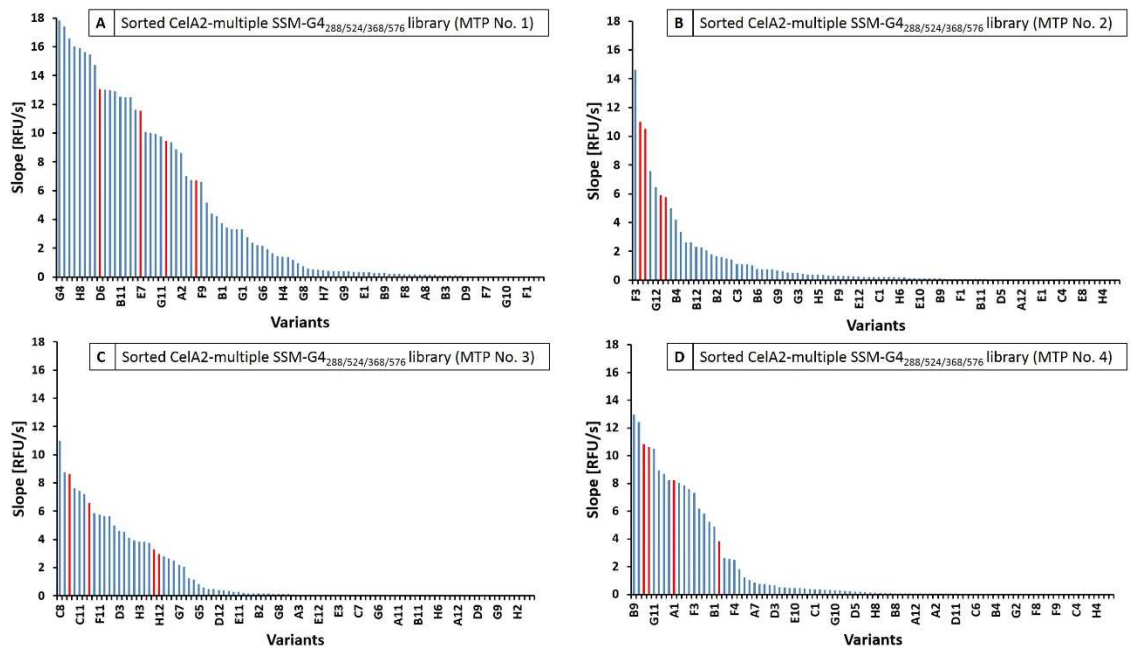 A Sorted CelA2-multiple SSM-G4288/524/368/576 library (MTP No. 1)
Slope [RFU/s]
18
16
14
12
10
8
6
4
2
0
G4 H8 D6 B11 E7 G11 A2 F9 B1 G1 G6 H4 G8 H7 G9 E1 B9 F8 A8 B3 D9 F7 G10 F1
Variants
B Sorted CelA2-multiple SSM-G4288/524/368/576 library (MTP No. 2)
Slope [RFU/s]
18
16
14
12
10
8
6
4
2
0
F3 G12 B4 B12 B2 C3 B6 G9 G3 H5 F9 E12 C1 H6 E10 B9 F1 B11 D5 A12 E1 C4 E8 H4
Variants
C Sorted CelA2-multiple SSM-G4288/524/368/576 library (MTP No. 3)
Slope [RFU/s]
18
16
14
12
10
8
6
4
2
0
C8 C11 F11 D3 H3 H12 G7 G5 D12 E11 B2 G8 A3 E12 E3 C7 G6 A11 B11 H6 A12 D9 G9 H2
Variants
D Sorted CelA2-multiple SSM-G4288/524/368/576 library (MTP No. 4)
Slope [RFU/s]
18
16
14
12
10
8
6
4
2
0
B9 G11 A1 F3 B1 F4 A7 D3 E10 C1 G10 D5 H8 B8 A12 A2 D11 C6 B4 G2 F8 F9 C4 H4
Variants